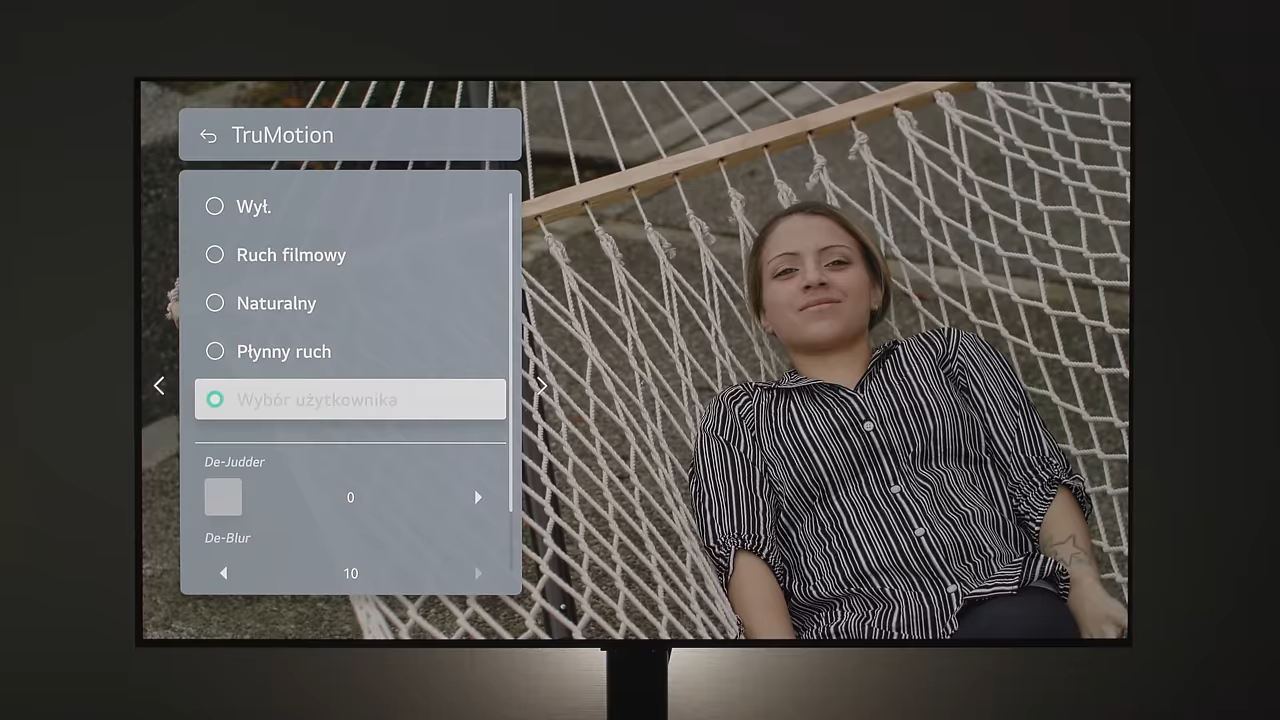 TruMotion
Wył.
Ruch filmowy
Naturalny
Płynny ruch
Wybór użytkownika
De-Judder
0
De-Blur
10